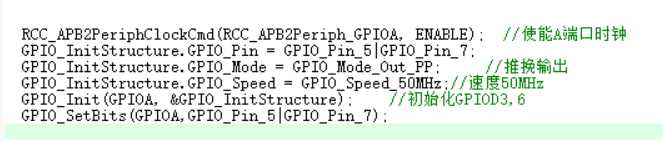 RCC_APB2PeriphClockCmd(RCC_APB2Periph_GPIOA, ENABLE);  //使能A端口时钟
GPIO_InitStructure.GPIO_Pin = GPIO_Pin_5|GPIO_Pin_7;
GPIO_InitStructure.GPIO_Mode = GPIO_Mode_Out_PP;     //推挽输出
GPIO_InitStructure.GPIO_Speed = GPIO_Speed_50MHz;//速度50MHz
GPIO_Init(GPIOA, &GPIO_InitStructure);    //初始化GPIOD3,6
GPIO_SetBits(GPIOA,GPIO_Pin_5|GPIO_Pin_7);